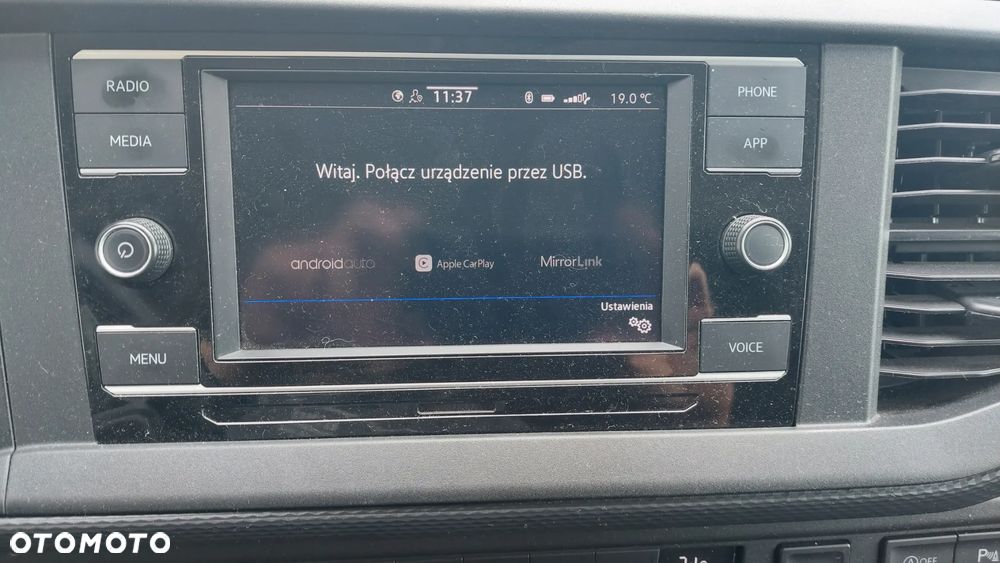 RADIO
MEDIA
MENU
11:37
19.0 °C
Witaj. Połącz urządzenie przez USB.
androidauto
Apple CarPlay
MirrorLink
Ustawienia
PHONE
APP
VOICE
OTOMOTO
A OFF
P